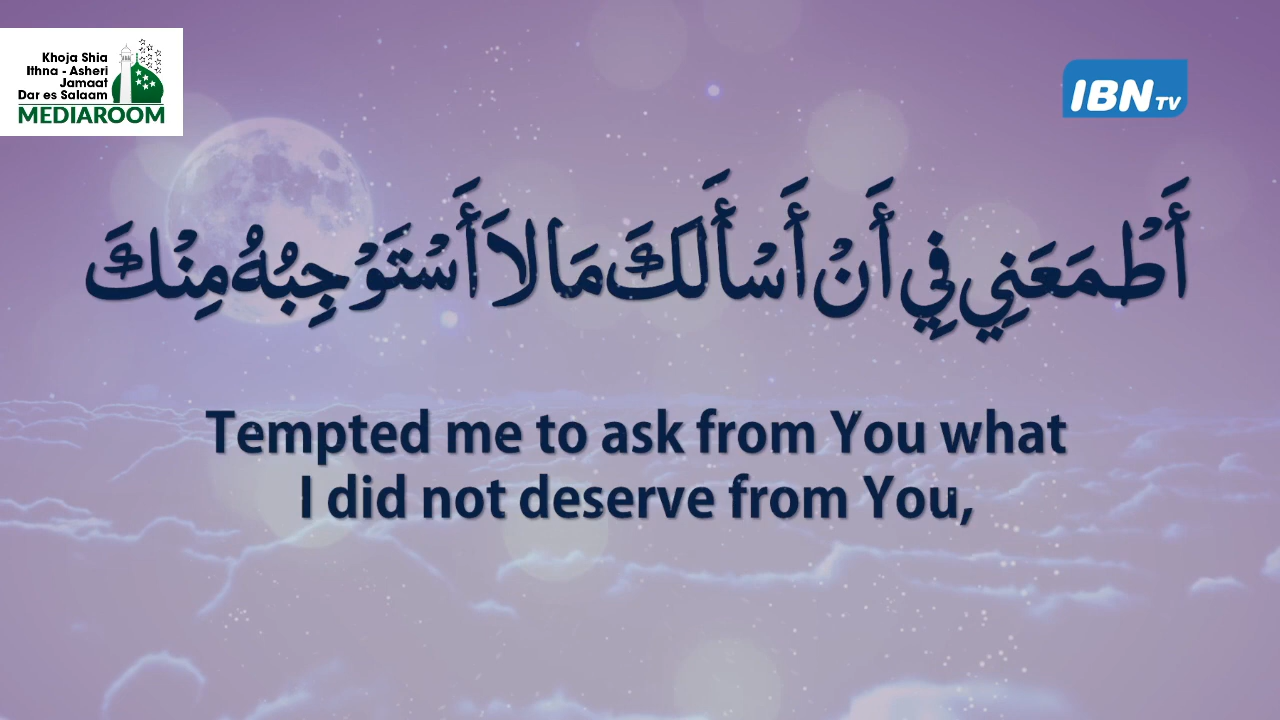 Khoja Shia
Ithna - Asheri
Jamaat
Dar es Salaam
MEDIAROOM
IBN TV
أَطْمَعَنِي فِي أَنْ أَسْأَلَكَ مَا لاَ أَسْتَوْجِبُهُ مِنْكَ
Tempted me to ask from You what
I did not deserve from You,